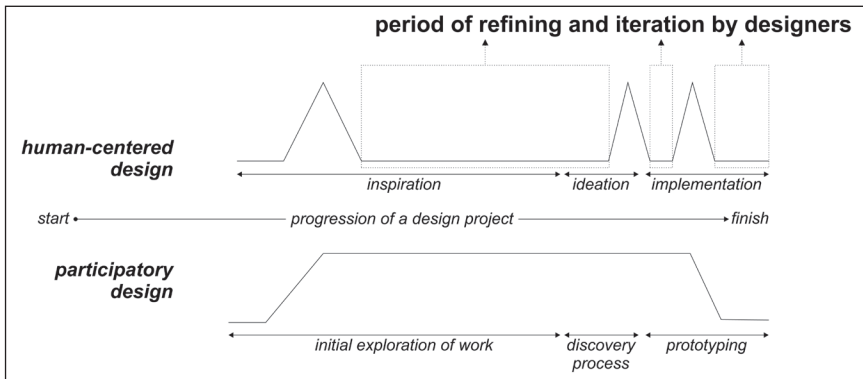 period of refining and iteration by designers
human-centered
design
inspiration
ideation
implementation
start
progression of a design project
finish
participatory
design
initial exploration of work
discovery
process
prototyping